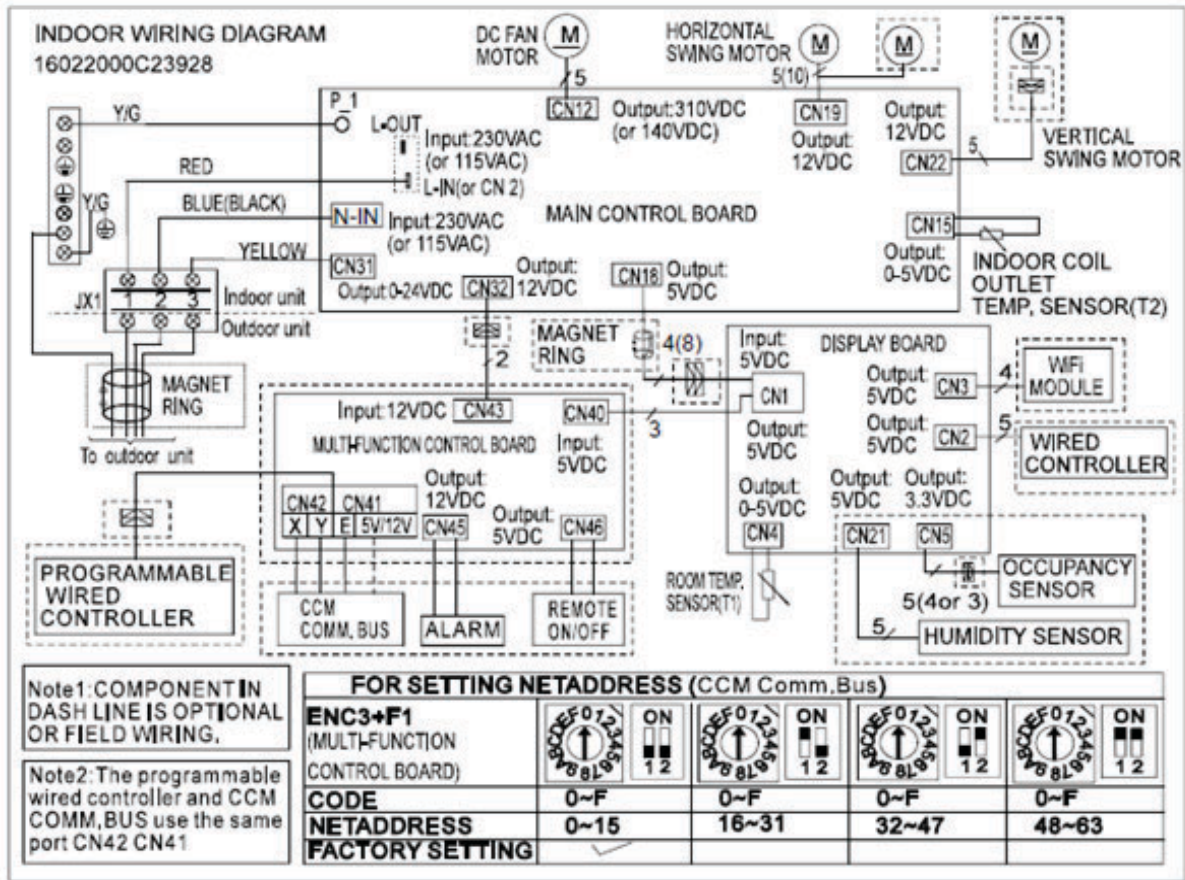 INDOOR WIRING DIAGRAM
16022000C23928
DC FAN
MOTOR
M
5
HORIZONTAL
SWING MOTOR
M
M
5(10)
M
VERTICAL
SWING MOTOR
5
Y/G
P_1
L-OUT
Input:230VAC
(or 115VAC)
L-IN(or CN 2)
CN12
Output:310VDC
(or 140VDC)
CN19
Output:
12VDC
Output:
12VDC
CN22
RED
Y/G
BLUE(BLACK)
N-IN
Input:230VAC
(or 115VAC)
MAIN CONTROL BOARD
CN15
Output:
0-5VDC
INDOOR COIL
OUTLET
TEMP, SENSOR(T2)
YELLOW
CN31
Output:0-24VDC
CN32
Output:
12VDC
CN18
Output:
5VDC
JX1
1 2 3
Indoor unit
Outdoor unit
MAGNET
RING
To outdoor unit
2
MAGNET
RING
4(8)
3
Input:12VDC
CN43
CN40
Input:
5VDC
MULTI-FUNCTION CONTROL BOARD
CN42
CN41
X Y E 5V/12V
Output:
12VDC
CN45
Output:
5VDC
CN46
Input:
5VDC
DISPLAY BOARD
CN1
Output:
5VDC
Output:
5VDC
CN3
4
WiFi
MODULE
Output:
5VDC
CN2
5
WIRED
CONTROLLER
Output:
0-5VDC
CN4
Output:
5VDC
CN21
Output:
3.3VDC
CN5
ROOM TEMP.
SENSOR(T1)
5(4or 3)
OCCUPANCY
SENSOR
5
HUMIDITY SENSOR
PROGRAMMABLE
WIRED
CONTROLLER
CCM
COMM, BUS
ALARM
REMOTE
ON/OFF
Note1:COMPONENT IN
DASH LINE IS OPTIONAL
OR FIELD WIRING.
Note2:The programmable
wired controller and CCM
COMM,BUS use the same
port CN42 CN41
FOR SETTING NETADDRESS (CCM Comm.Bus)
ENC3+F1
(MULTI-FUNCTION
CONTROL BOARD)
0123456789ABCDEF ON 1 2
0123456789ABCDEF ON 1 2
0123456789ABCDEF ON 1 2
0123456789ABCDEF ON 1 2
CODE 0~F 0~F 0~F 0~F
NETADDRESS 0~15 16~31 32~47 48~63
FACTORY SETTING